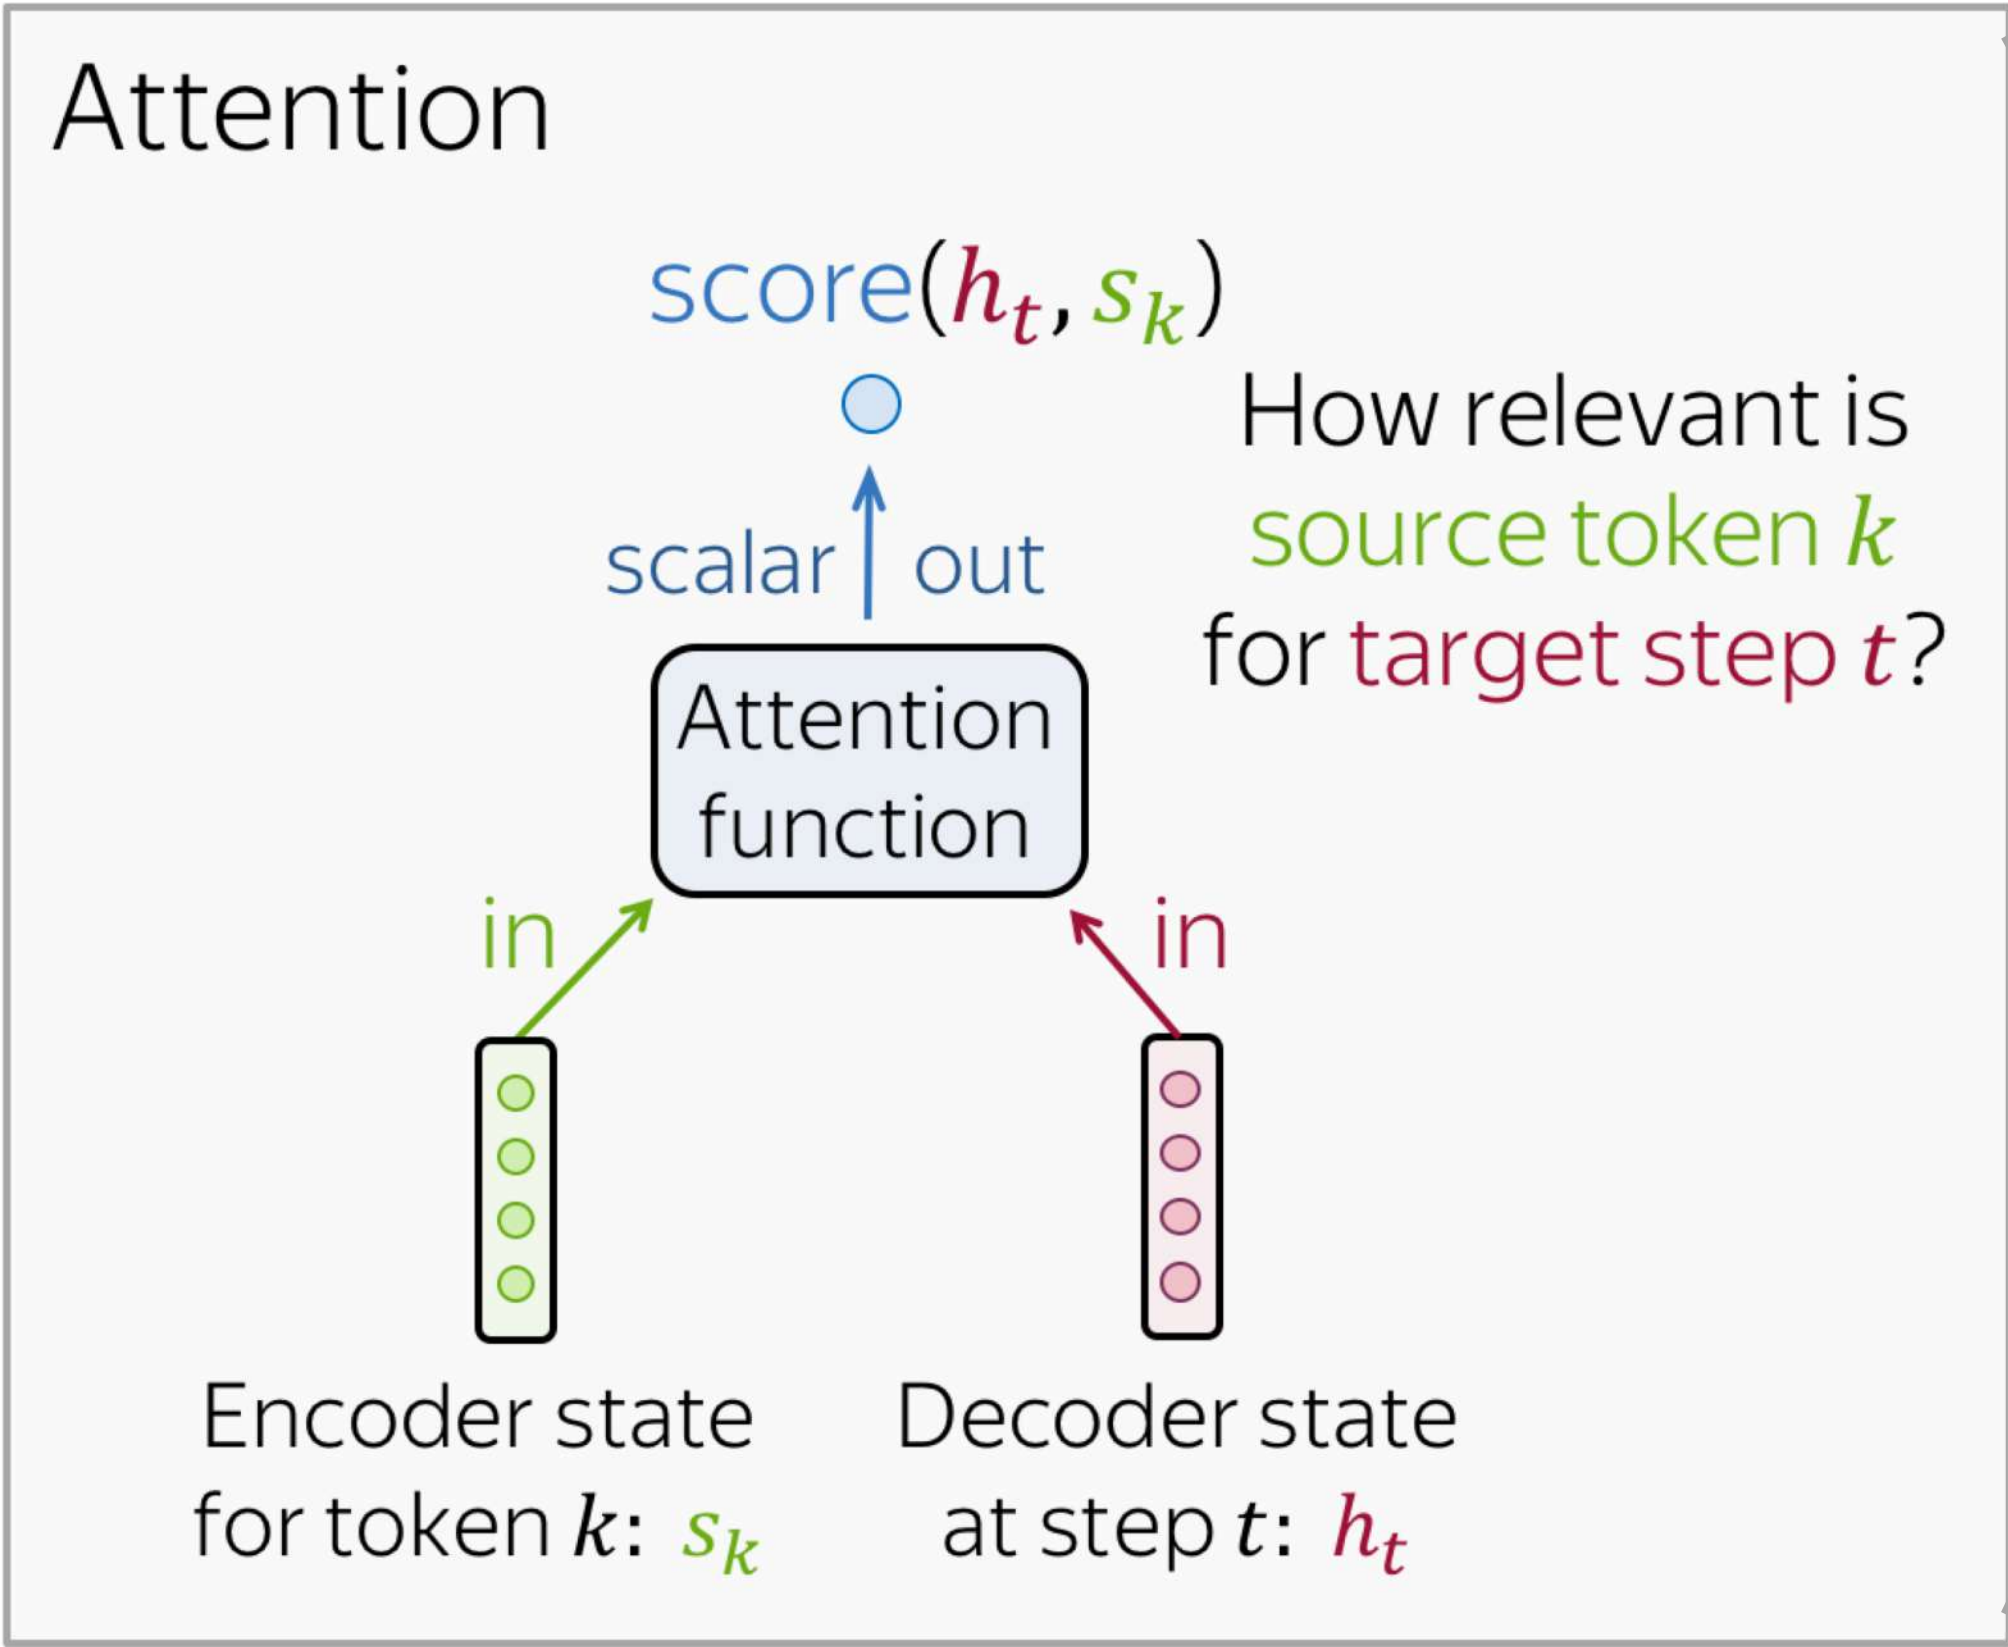 Attention
score(h_t, s_k)
How relevant is
source token k
for target step t?
scalar out
Attention
function
in in
Encoder state
for token k: s_k
Decoder state
at step t: h_t